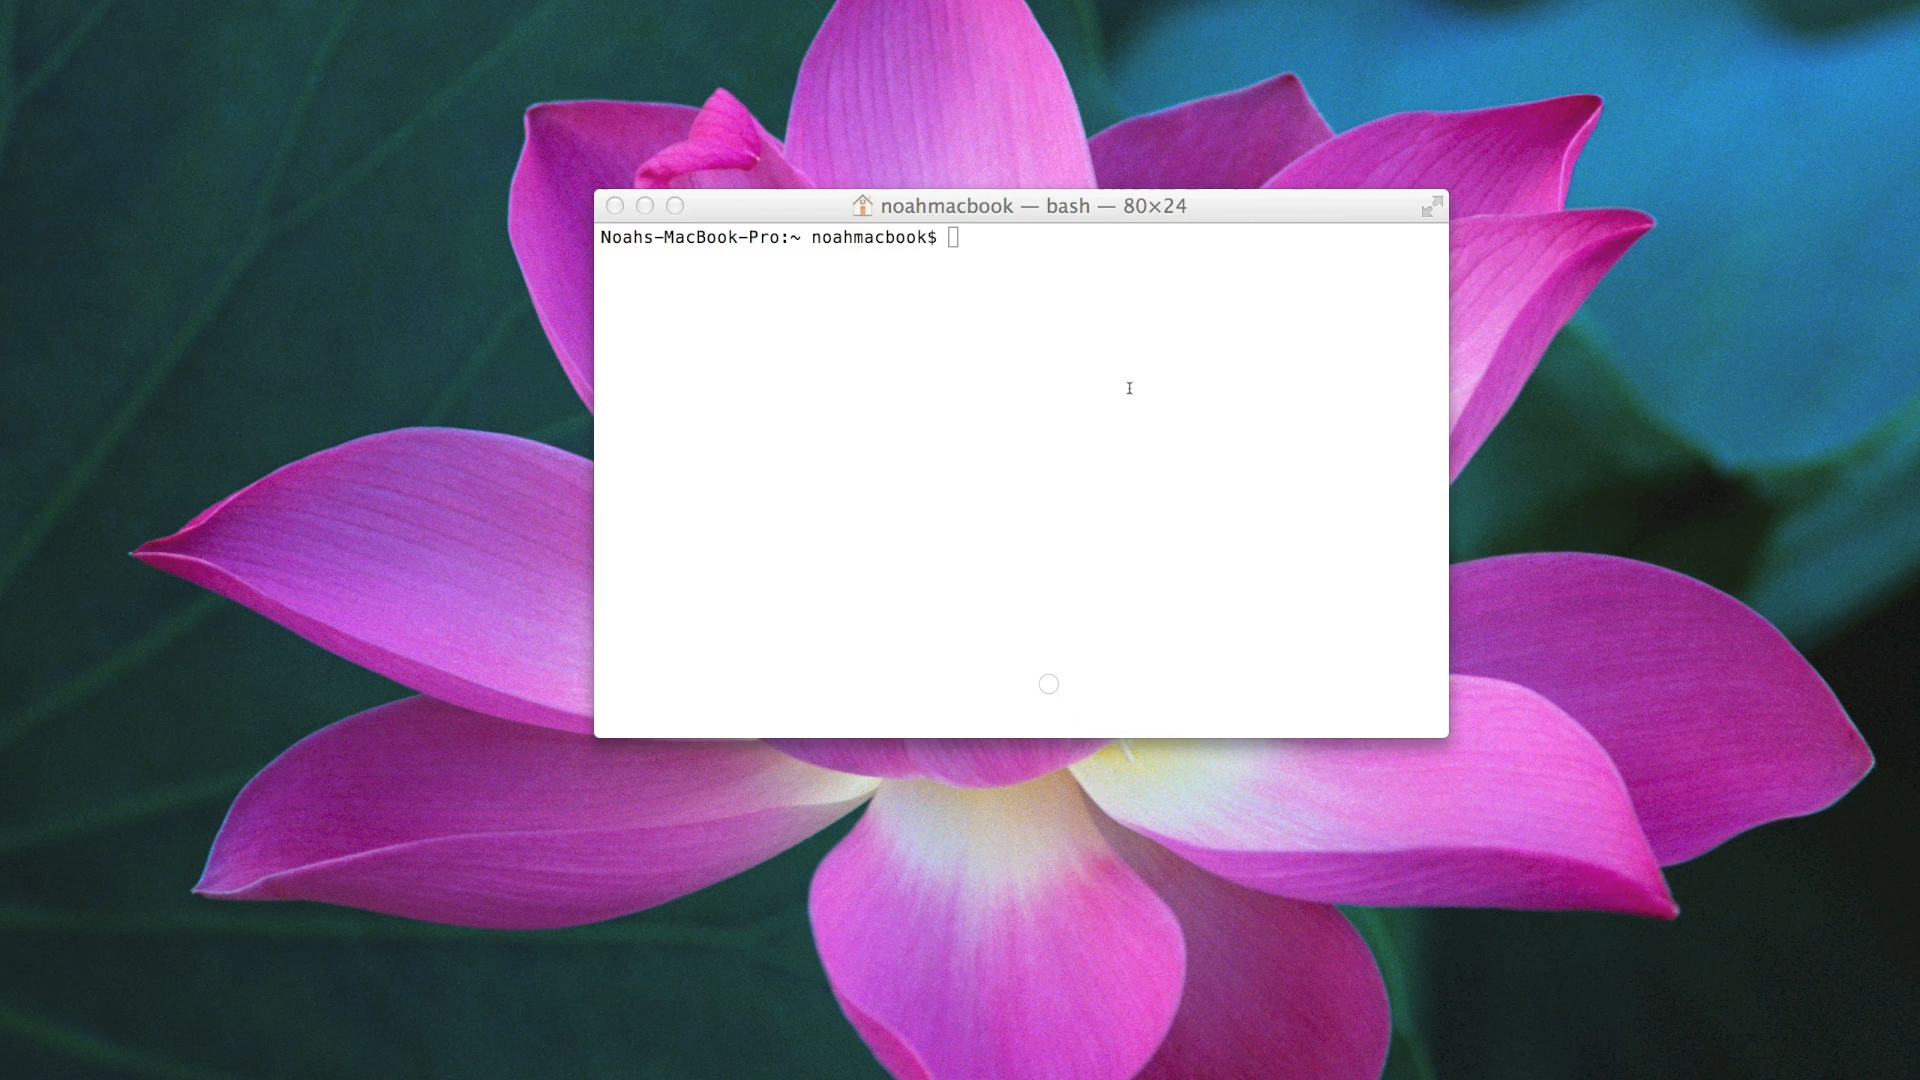 noahmacbook — bash — 80×24
Noahs-MacBook-Pro:~ noahmacbook$